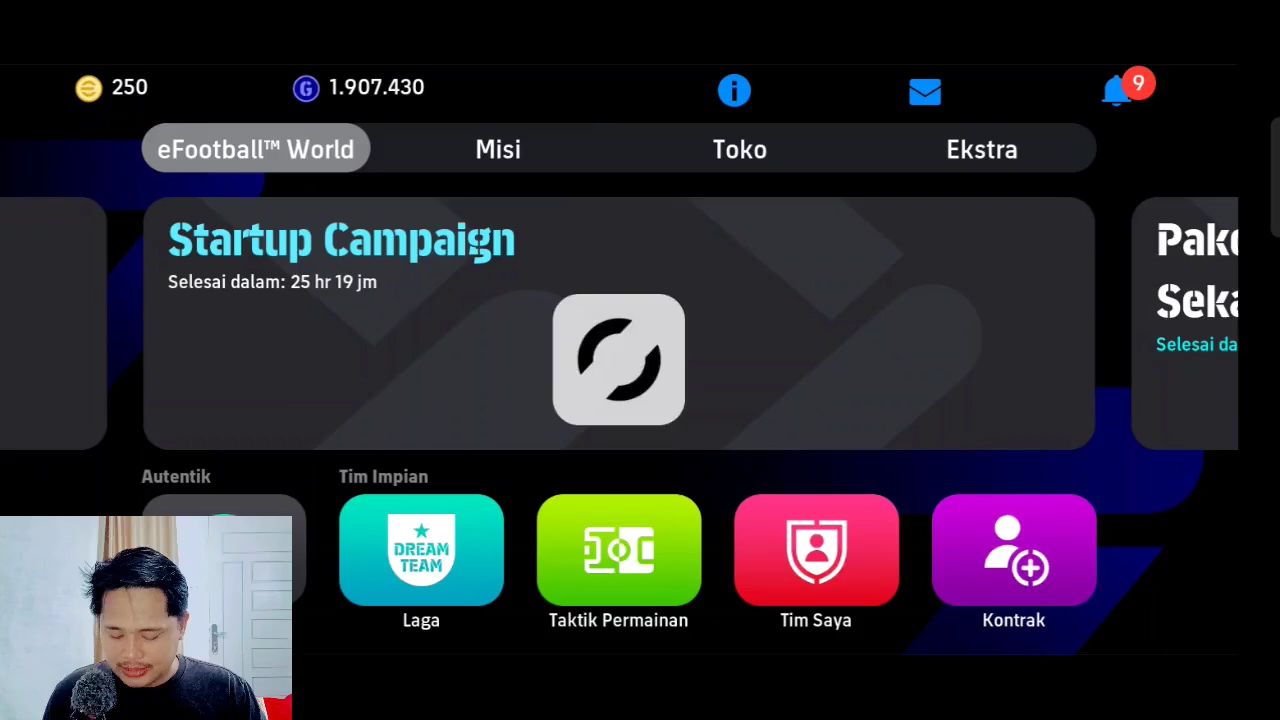 250
1.907.430
9
eFootball™ World
Misi
Toko
Ekstra
Startup Campaign
Selesai dalam: 25 hr 19 jm
Selesai
Autentik
Tim Impian
DREAM
TEAM
Laga
Taktik Permainan
Tim Saya
Kontrak